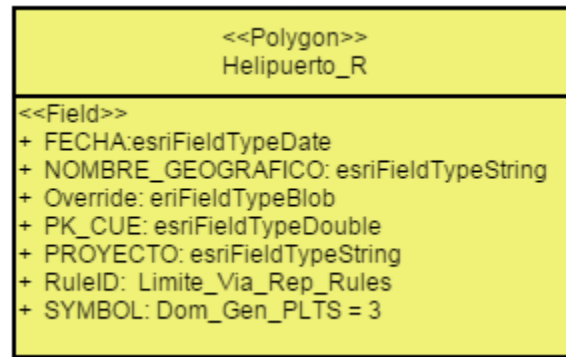 <<Polygon>>
Helipuerto_R
<<Field>>
+ FECHA:esriFieldTypeDate
+ NOMBRE_GEOGRAFICO: esriFieldTypeString
+ Override: eriFieldTypeBlob
+ PK_CUE: esriFieldTypeDouble
+ PROYECTO: esriFieldTypeString
+ RuleID: Limite_Via_Rep_Rules
+ SYMBOL: Dom_Gen_PLTS = 3